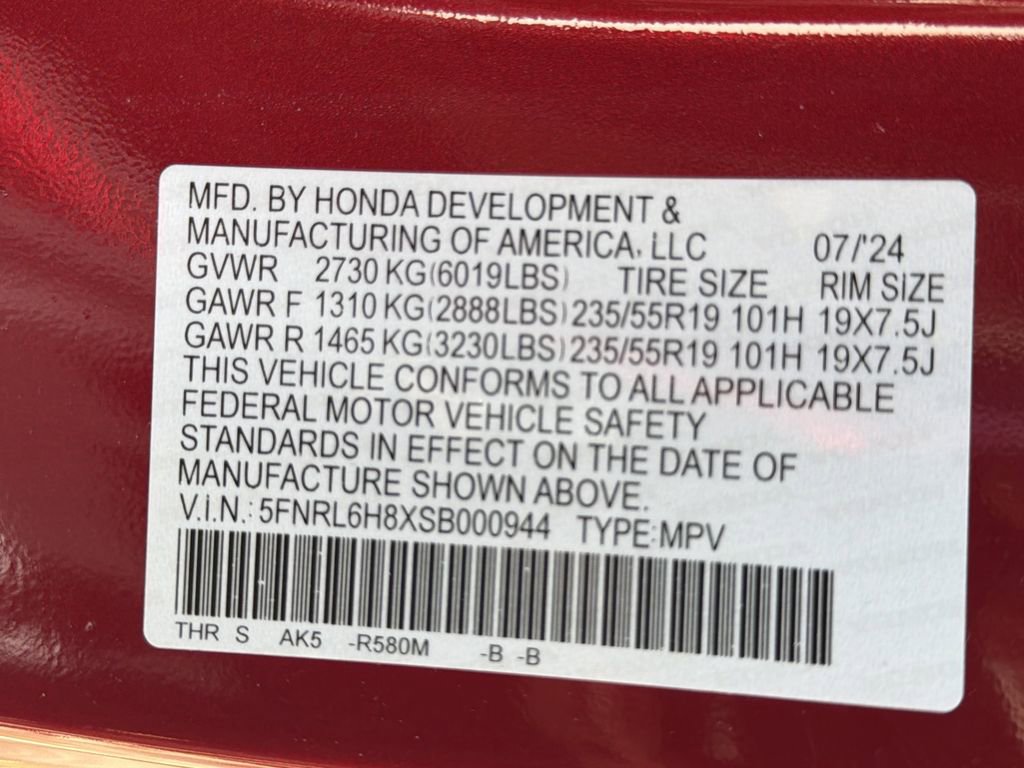 MFD. BY HONDA DEVELOPMENT &
MANUFACTURING OF AMERICA, LLC 07/'24
GVWR 2730 KG(6019LBS) TIRE SIZE RIM SIZE
GAWR F 1310 KG(2888LBS) 235/55R19 101H 19X7.5J
GAWR R 1465 KG(3230LBS) 235/55R19 101H 19X7.5J
THIS VEHICLE CONFORMS TO ALL APPLICABLE
FEDERAL MOTOR VEHICLE SAFETY
STANDARDS IN EFFECT ON THE DATE OF
MANUFACTURE SHOWN ABOVE.
V.I.N.: 5FNRL6H8XSB000944 TYPE:MPV
THR S AK5 -R580M -B -B